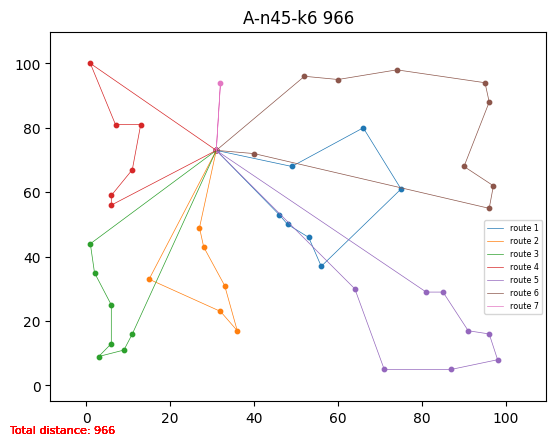 A-n45-k6 966
100
80
60
40
20
0
0 20 40 60 80 100
route 1
route 2
route 3
route 4
route 5
route 6
route 7
Total distance: 966